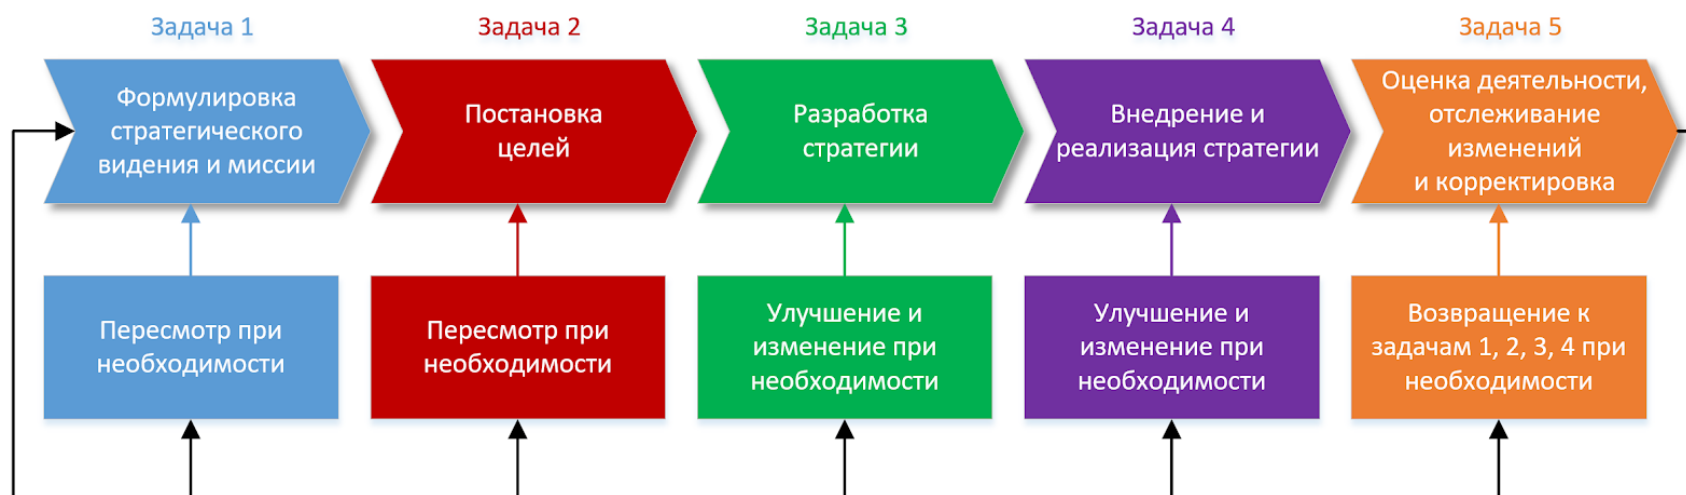 Задача 1
Задача 2
Задача 3
Задача 4
Задача 5
Формулировка
стратегического
видения и миссии
Постановка
целей
Разработка
стратегии
Внедрение и
реализация стратегии
Оценка деятельности,
отслеживание
изменений
и корректировка
Пересмотр при
необходимости
Пересмотр при
необходимости
Улучшение и
изменение при
необходимости
Улучшение и
изменение при
необходимости
Возвращение к
задачам 1, 2, 3, 4 при
необходимости